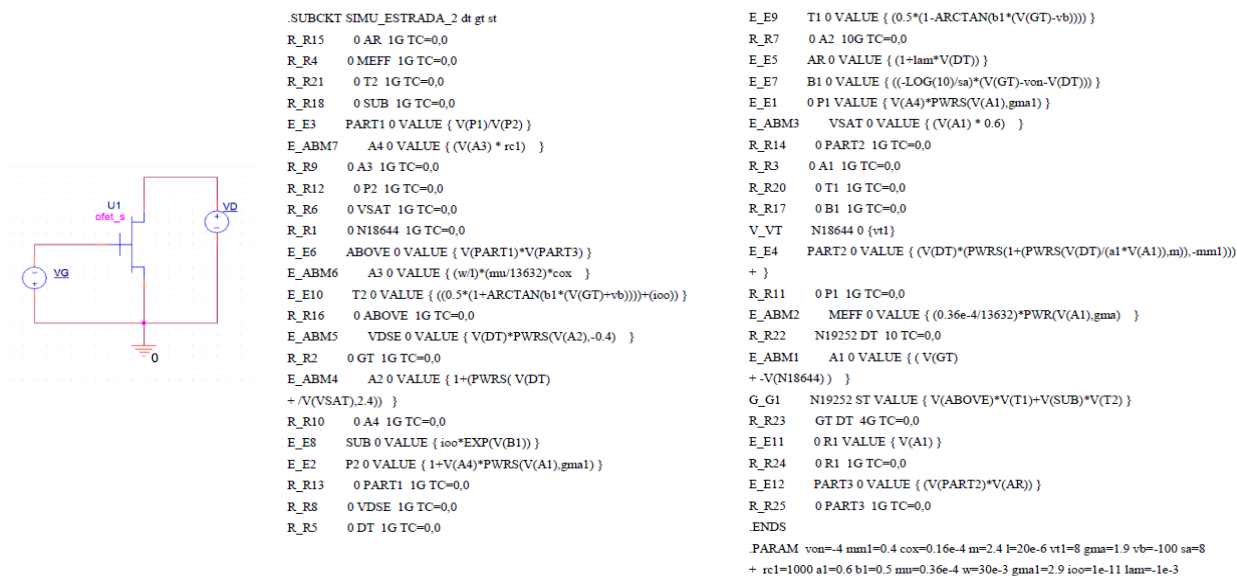 U1
ofet_s
VD
VG
0
.SUBCKT SIMU_ESTRADA_2 dt gt st
R_R15 0 AR 1G TC=0,0
R_R4 0 MEFF 1G TC=0,0
R_R21 0 T2 1G TC=0,0
R_R18 0 SUB 1G TC=0,0
E_E3 PART1 0 VALUE { V(P1)/V(P2) }
E_ABM7 A4 0 VALUE { (V(A3) * rc1) }
R_R9 0 A3 1G TC=0,0
R_R12 0 P2 1G TC=0,0
R_R6 0 VSAT 1G TC=0,0
R_R1 0 N18644 1G TC=0,0
E_E6 ABOVE 0 VALUE { V(PART1)*V(PART3) }
E_ABM6 A3 0 VALUE { (w/l)*(mu/13632)*cox }
E_E10 T2 0 VALUE { ((0.5*(1+ARCTAN(b1*(V(GT)+vb))))+(ioo)) }
R_R16 0 ABOVE 1G TC=0,0
E_ABM5 VDSE 0 VALUE { V(DT)*PWRS(V(A2),-0.4) }
R_R2 0 GT 1G TC=0,0
E_ABM4 A2 0 VALUE { 1+(PWRS( V(DT)
+ /V(VSAT),2.4)) }
R_R10 0 A4 1G TC=0,0
E_E8 SUB 0 VALUE { ioo*EXP(V(B1)) }
E_E2 P2 0 VALUE { 1+V(A4)*PWRS(V(A1),gma1) }
R_R13 0 PART1 1G TC=0,0
R_R8 0 VDSE 1G TC=0,0
R_R5 0 DT 1G TC=0,0
E_E9 T1 0 VALUE { (0.5*(1-ARCTAN(b1*(V(GT)-vb)))) }
R_R7 0 A2 10G TC=0,0
E_E5 AR 0 VALUE { (1+lam*V(DT)) }
E_E7 B1 0 VALUE { ((-LOG(10)/sa)*(V(GT)-von-V(DT))) }
E_E1 0 P1 VALUE { V(A4)*PWRS(V(A1),gma1) }
E_ABM3 VSAT 0 VALUE { (V(A1) * 0.6) }
R_R14 0 PART2 1G TC=0,0
R_R3 0 A1 1G TC=0,0
R_R20 0 T1 1G TC=0,0
R_R17 0 B1 1G TC=0,0
V_VT N18644 0 {vt1}
E_E4 PART2 0 VALUE { (V(DT)*(PWRS(1+(PWRS(V(DT)/(a1*V(A1)),m)),-mm1)))
+ }
R_R11 0 P1 1G TC=0,0
E_ABM2 MEFF 0 VALUE { (0.36e-4/13632)*PWR(V(A1),gma) }
R_R22 N19252 DT 10 TC=0,0
E_ABM1 A1 0 VALUE { ( V(GT)
+ -V(N18644) ) }
G_G1 N19252 ST VALUE { V(ABOVE)*V(T1)+V(SUB)*V(T2) }
R_R23 GT DT 4G TC=0,0
E_E11 0 R1 VALUE { V(A1) }
R_R24 0 R1 1G TC=0,0
E_E12 PART3 0 VALUE { (V(PART2)*V(AR)) }
R_R25 0 PART3 1G TC=0,0
.ENDS
.PARAM von=-4 mm1=0.4 cox=0.16e-4 m=2.4 l=20e-6 vt1=8 gma=1.9 vb=-100 sa=8
+ rc1=1000 a1=0.6 b1=0.5 mu=0.36e-4 w=30e-3 gma1=2.9 ioo=1e-11 lam=-1e-3